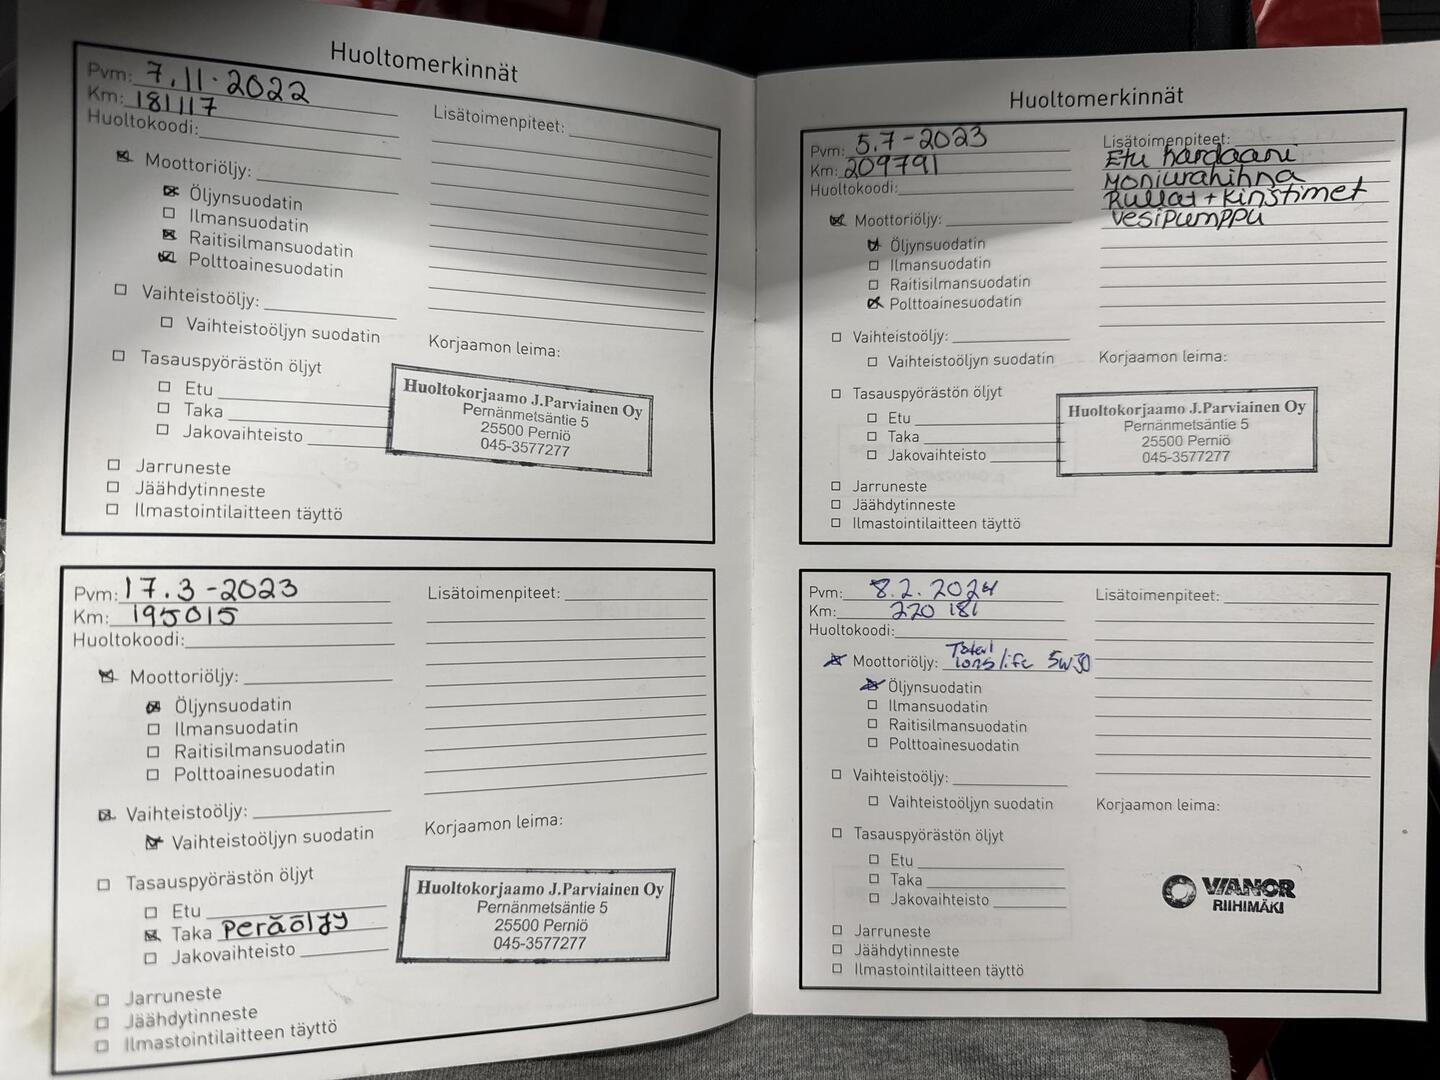 Huoltomerkinnät
Pvm: 7.11.2022
Km: 181117
Huoltokoodi:
Moottoriöljy:
Öljynsuodatin
Ilmansuodatin
Raitisilmansuodatin
Polttoainesuodatin
Vaihteistoöljy:
Vaihteistoöljyn suodatin
Tasauspyörästön öljyt
Etu
Taka
Jakovaihteisto
Jarruneste
Jäähdytinneste
Ilmastointilaitteen täyttö
Lisätoimenpiteet:
Korjaamon leima:
Huoltokorjaamo J.Parviainen Oy
Pernänmetsäntie 5
25500 Perniö
045-3577277
Pvm: 17.3-2023
Km: 195015
Huoltokoodi:
Moottoriöljy:
Öljynsuodatin
Ilmansuodatin
Raitisilmansuodatin
Polttoainesuodatin
Vaihteistoöljy:
Vaihteistoöljyn suodatin
Tasauspyörästön öljyt
Etu
Taka Peräöljy
Jakovaihteisto
Jarruneste
Jäähdytinneste
Ilmastointilaitteen täyttö
Lisätoimenpiteet:
Korjaamon leima:
Huoltokorjaamo J.Parviainen Oy
Pernänmetsäntie 5
25500 Perniö
045-3577277
Huoltomerkinnät
Pvm: 5.7-2023
Km: 209791
Huoltokoodi:
Moottoriöljy:
Öljynsuodatin
Ilmansuodatin
Raitisilmansuodatin
Polttoainesuodatin
Vaihteistoöljy:
Vaihteistoöljyn suodatin
Tasauspyörästön öljyt
Etu
Taka
Jakovaihteisto
Jarruneste
Jäähdytinneste
Ilmastointilaitteen täyttö
Lisätoimenpiteet:
Etu kardaani
Moniurahihna
Rullat + kiristimet
Vesipumppu
Korjaamon leima:
Huoltokorjaamo J.Parviainen Oy
Pernänmetsäntie 5
25500 Perniö
045-3577277
Pvm: 8.2.2024
Km: 220 181
Huoltokoodi:
Total
Moottoriöljy: longlife 5w30
Öljynsuodatin
Ilmansuodatin
Raitisilmansuodatin
Polttoainesuodatin
Vaihteistoöljy:
Vaihteistoöljyn suodatin
Tasauspyörästön öljyt
Etu
Taka
Jakovaihteisto
Jarruneste
Jäähdytinneste
Ilmastointilaitteen täyttö
Lisätoimenpiteet:
Korjaamon leima:
VIANOR
RIIHIMÄKI